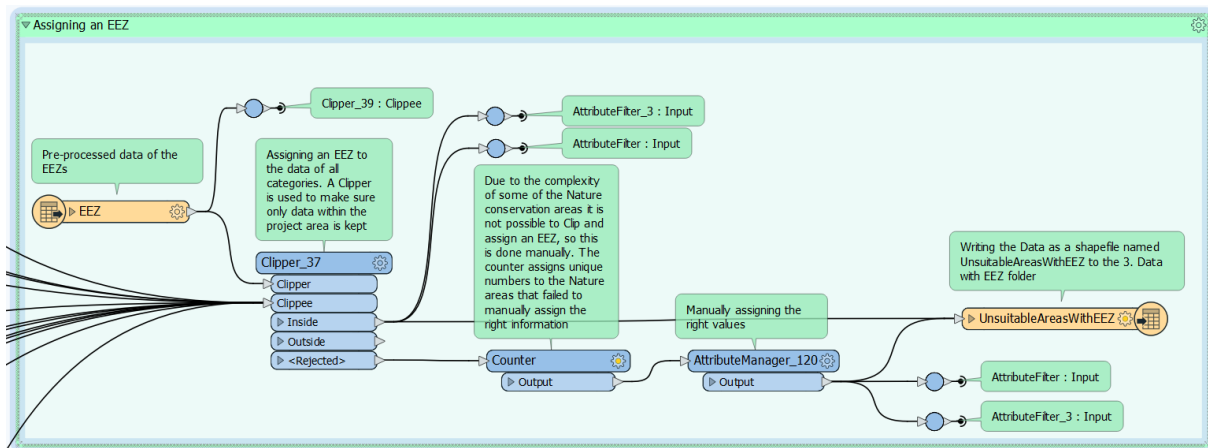 Assigning an EEZ
Clipper_39 : Clippee
AttributeFilter_3 : Input
AttributeFilter : Input
Pre-processed data of the
EEZs
EEZ
Assigning an EEZ to
the data of all
categories. A Clipper
is used to make sure
only data within the
project area is kept
Clipper_37
Clipper
Clippee
Inside
Outside
<Rejected>
Due to the complexity
of some of the Nature
conservation areas it is
not possible to Clip and
assign an EEZ, so this
is done manually. The
counter assigns unique
numbers to the Nature
areas that failed to
manually assign the
right information
Counter
Output
Manually assigning the
right values
AttributeManager_120
Output
Writing the Data as a shapefile named
UnsuitableAreasWithEEZ to the 3. Data
with EEZ folder
UnsuitableAreasWithEEZ
AttributeFilter : Input
AttributeFilter_3 : Input